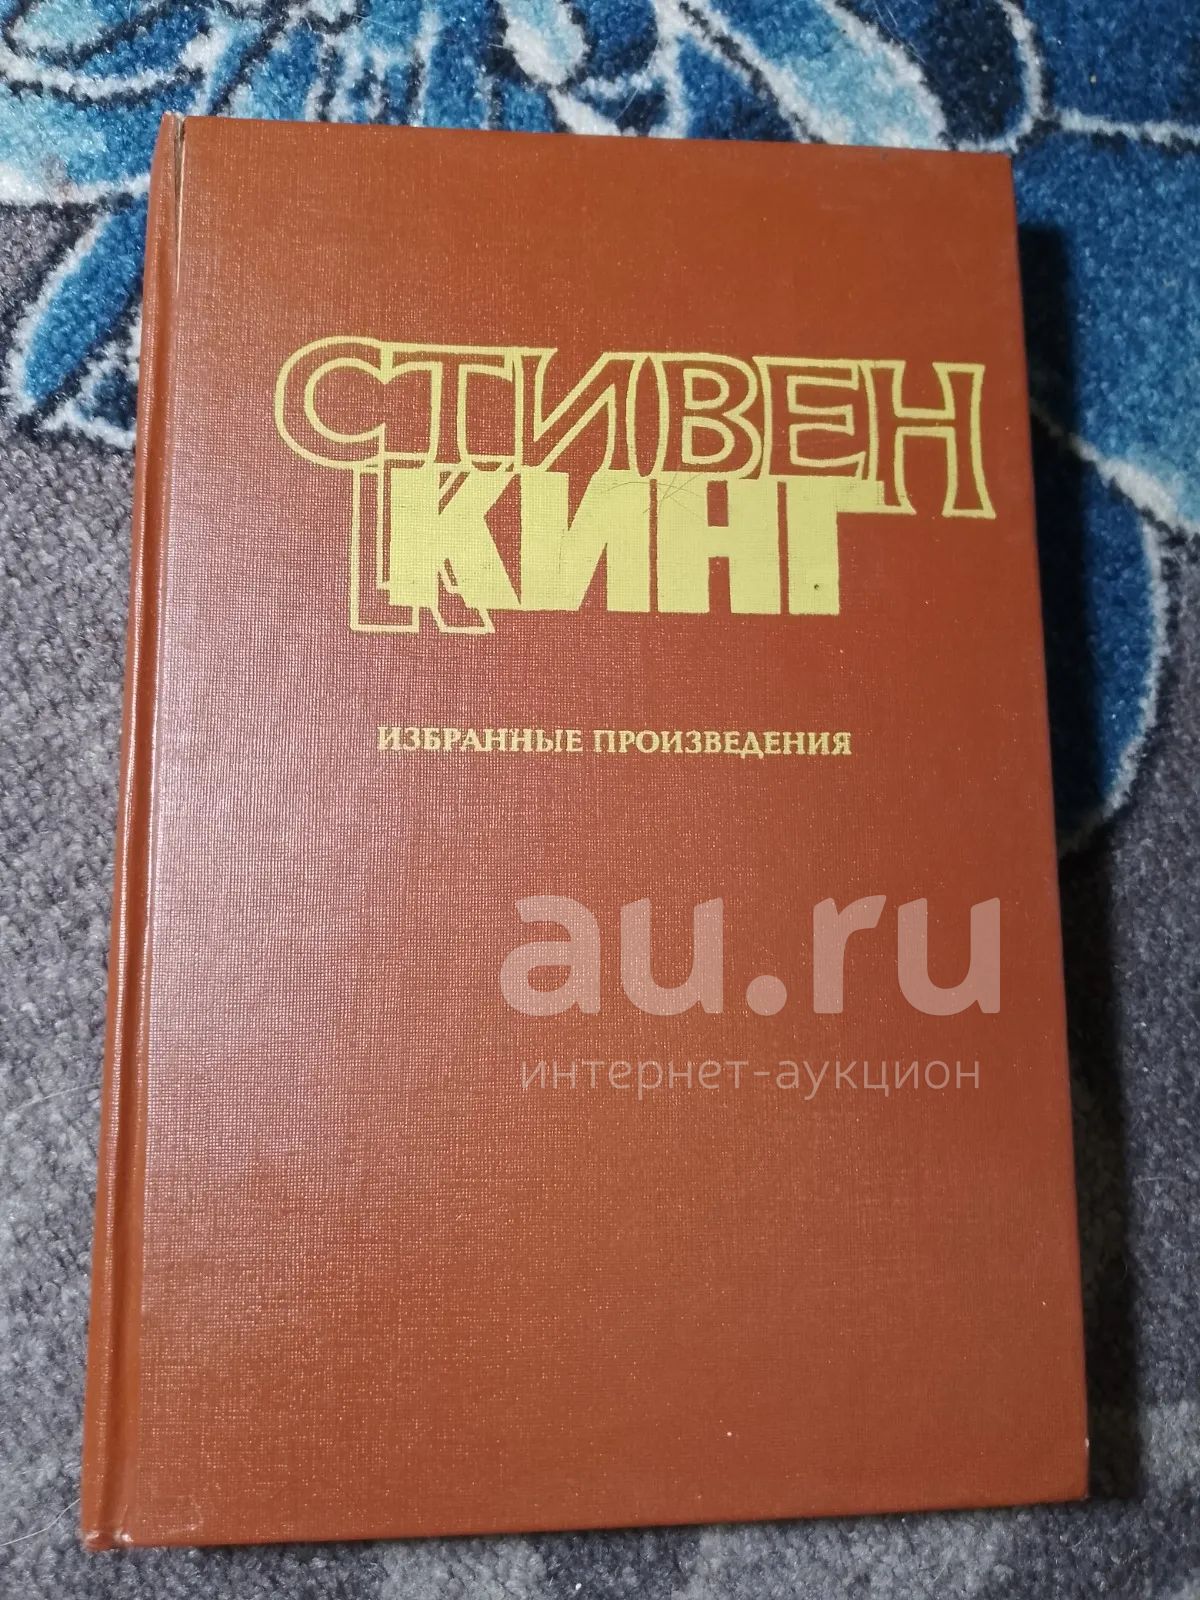 СТИВЕН
КИНГ
ИЗБРАННЫЕ ПРОИЗВЕДЕНИЯ
au.ru
интернет-аукцион